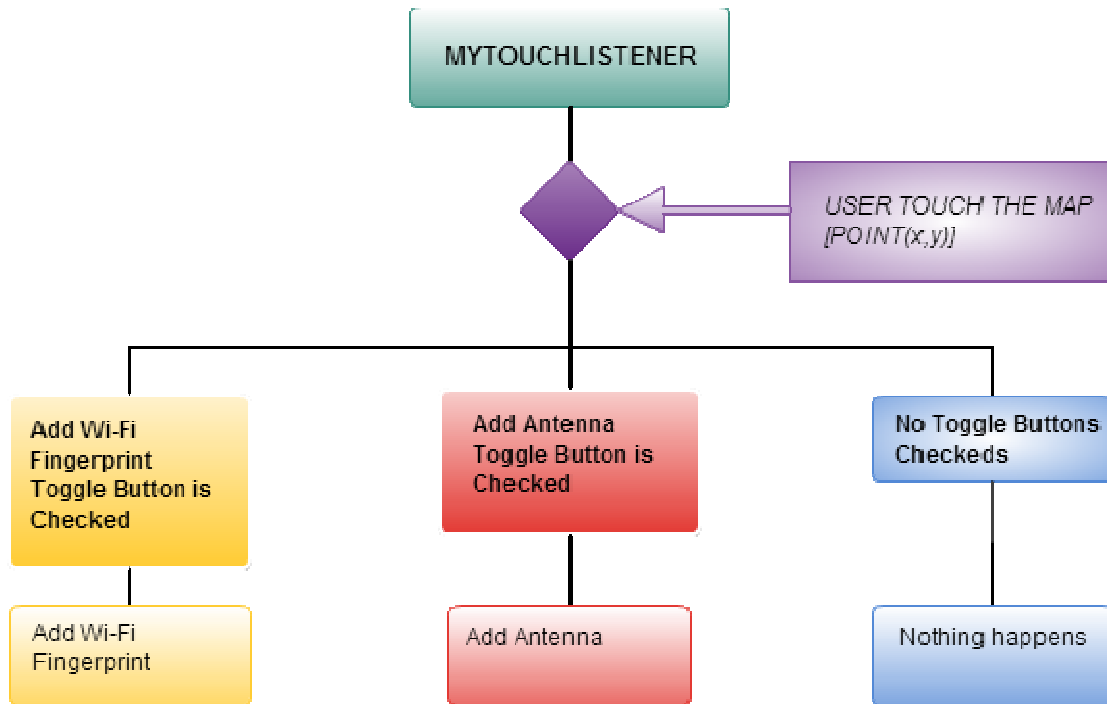 MYTOUCHLISTENER
USER TOUCH' THE MAP
[POINT(x,y)]
Add Wi-Fi
Fingerprint
Toggle Button is
Checked
Add Antenna
Toggle Button is
Checked
No Toggle Buttons
Checkeds
Add Wi-Fi
Fingerprint
Add Antenna
Nothing happens